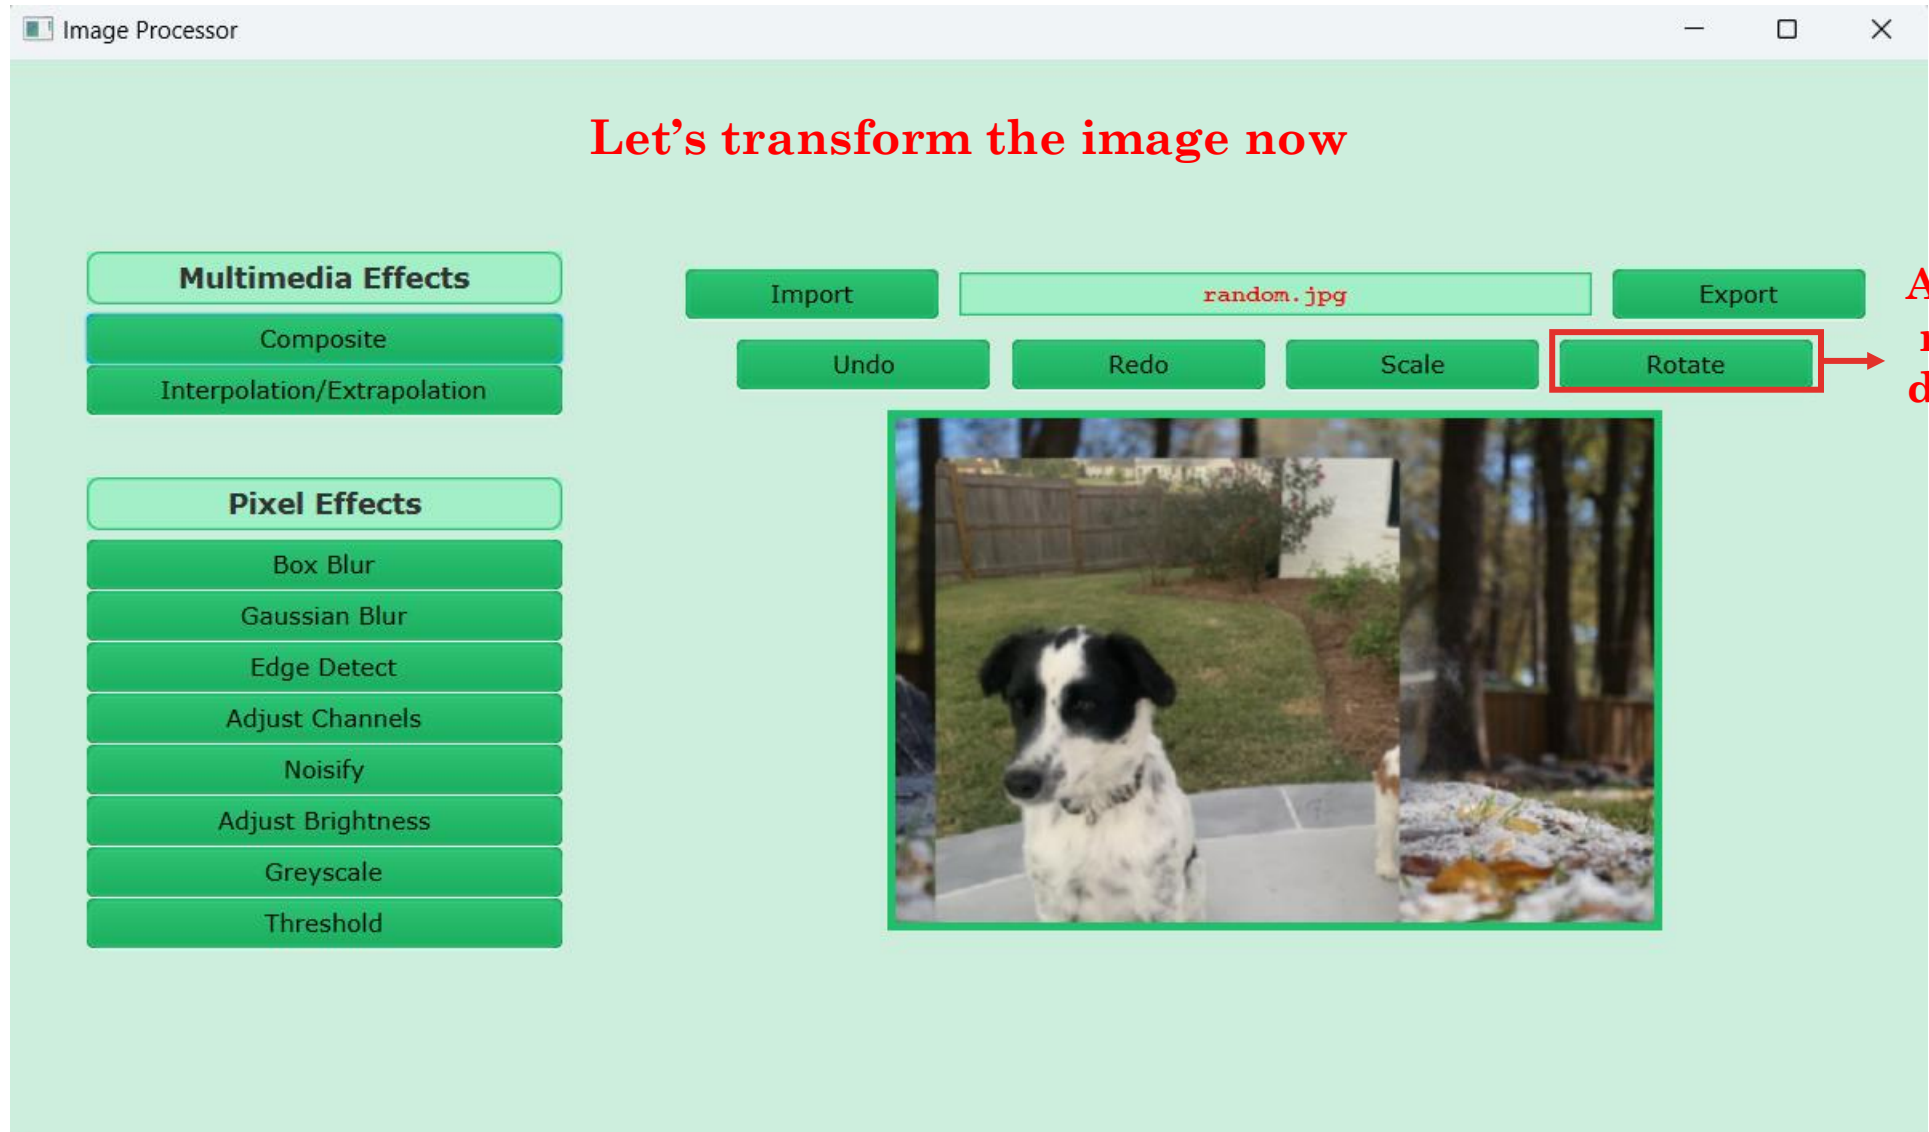 Image Processor
Let's transform the image now
Multimedia Effects
Composite
Interpolation/Extrapolation
Pixel Effects
Box Blur
Gaussian Blur
Edge Detect
Adjust Channels
Noisify
Adjust Brightness
Greyscale
Threshold
Import
random.jpg
Export
Undo
Redo
Scale
Rotate